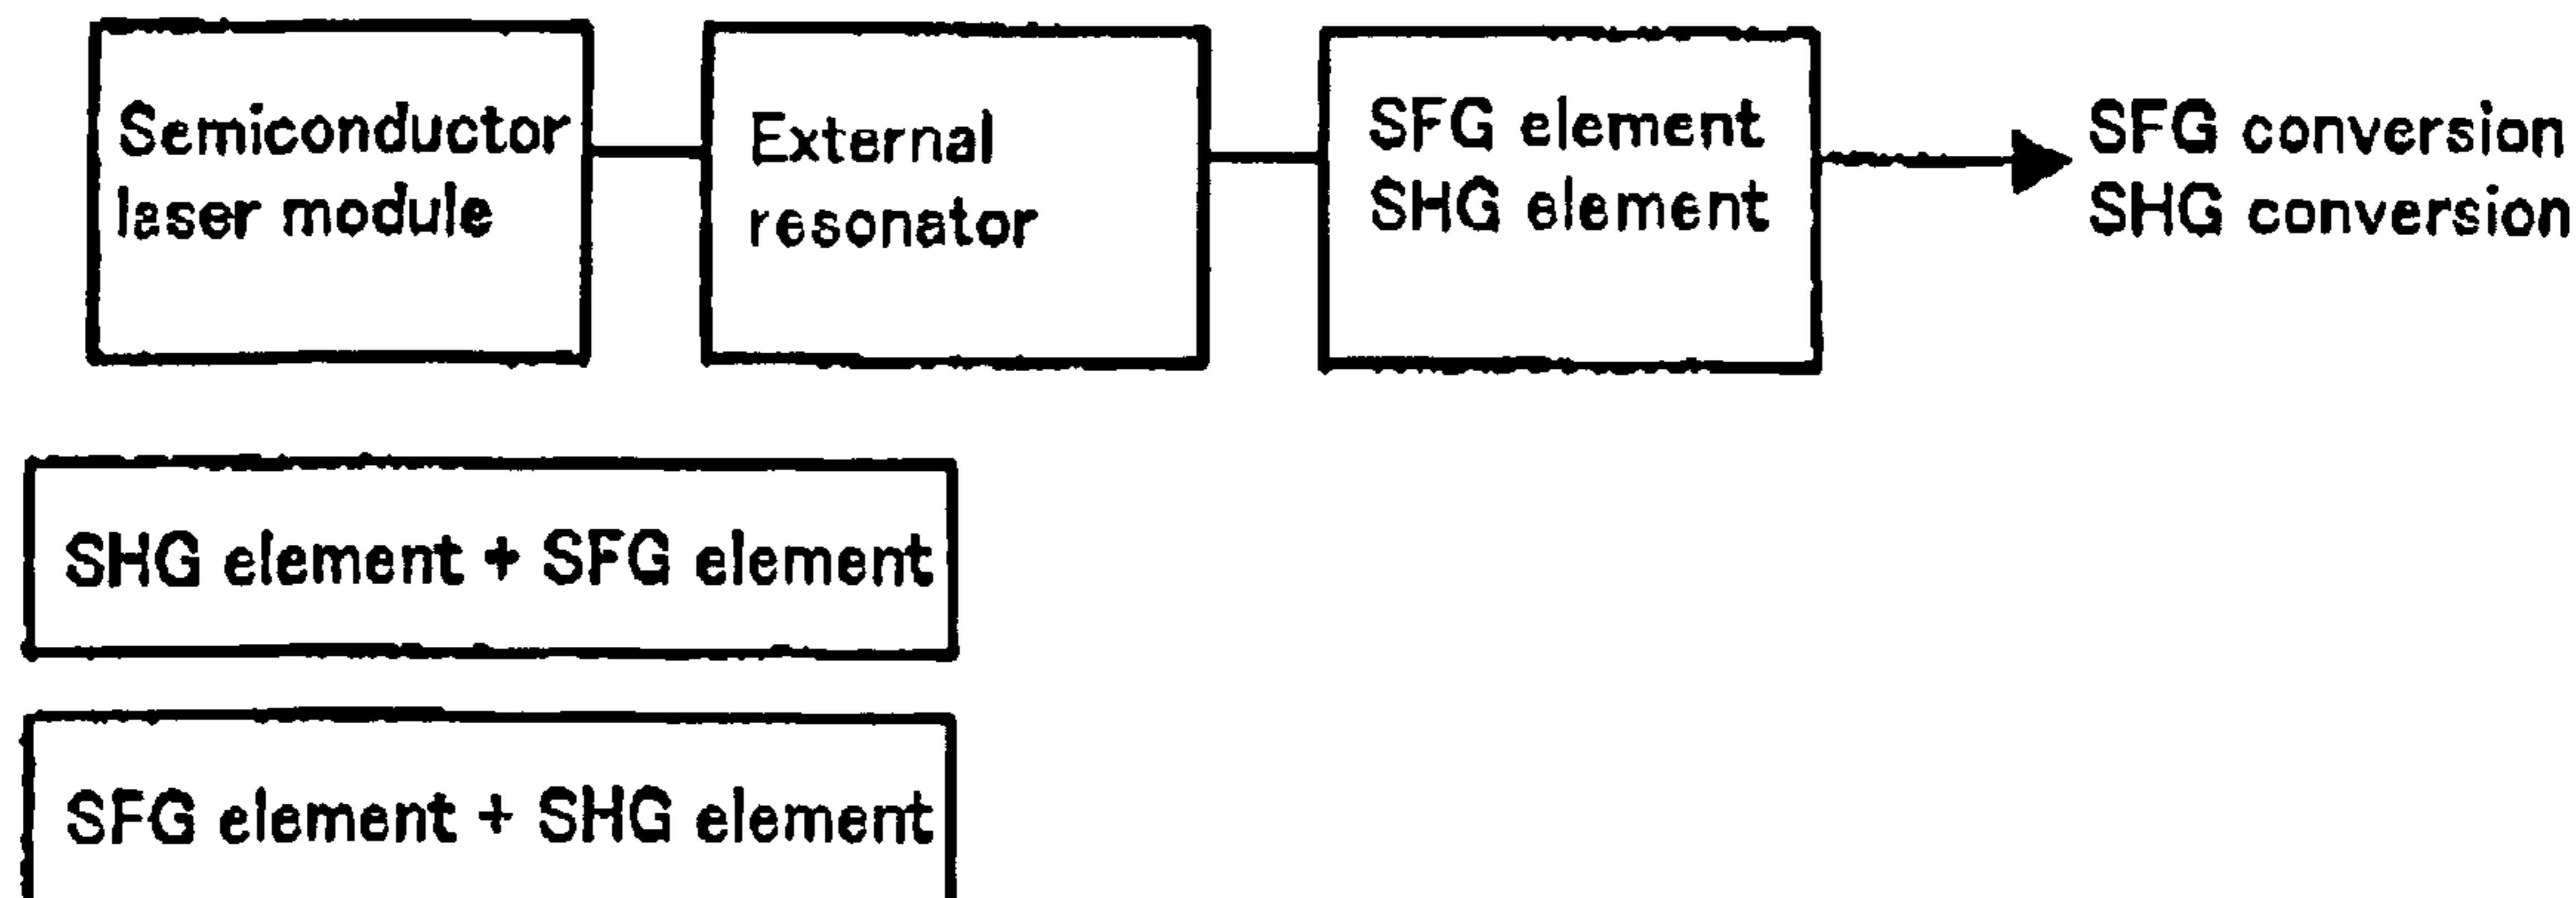 Semiconductor
laser module
External
resonator
SFG element
SHG element
SFG conversion
SHG conversion
SHG element + SFG element
SFG element + SHG element